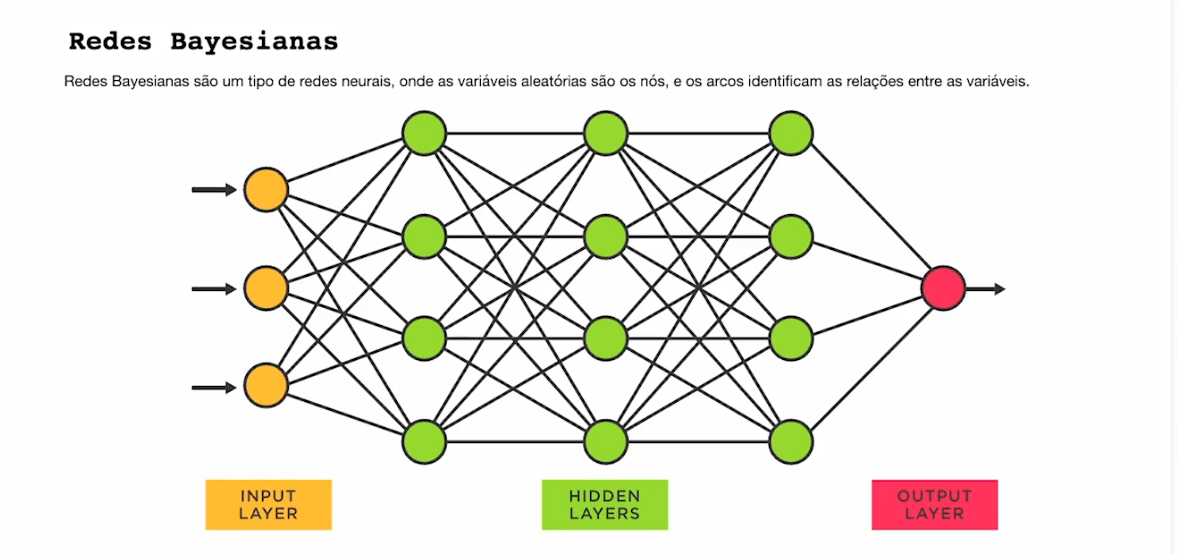 Redes Bayesianas
Redes Bayesianas são um tipo de redes neurais, onde as variáveis aleatórias são os nós, e os arcos identificam as relações entre as variáveis.
INPUT
LAYER
HIDDEN
LAYERS
OUTPUT
LAYER